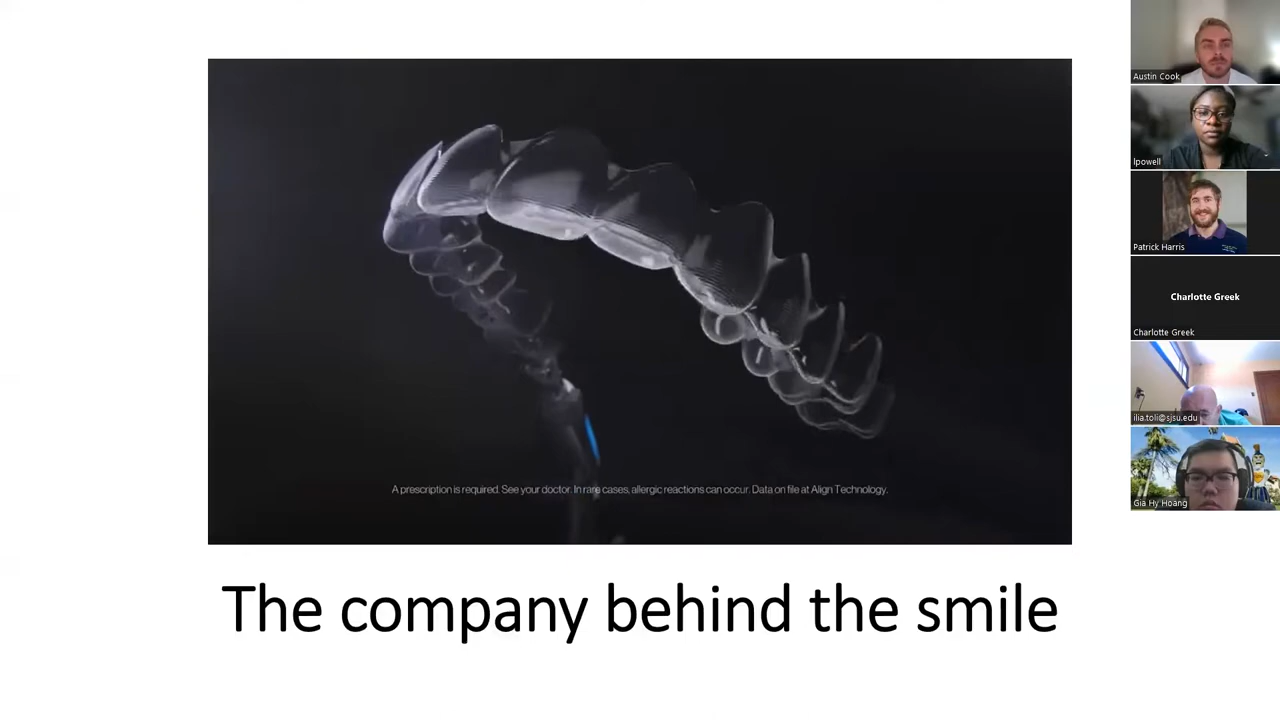 A prescription is required. See your doctor. In rare cases, allergic reactions can occur. Data on file at Align Technology.
The company behind the smile
Austin Cook
lpowell
Patrick Harris
Charlotte Greek
Charlotte Greek
ilia.toli@sjsu.edu
Gia Hy Hoang